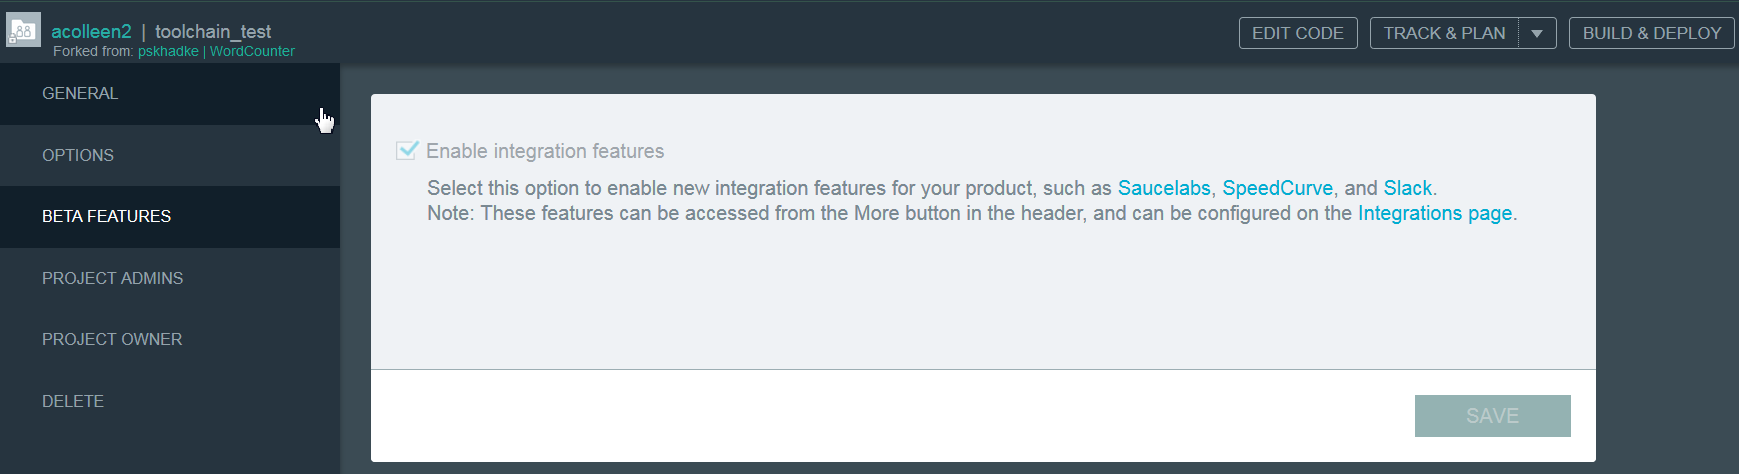 acolleen2 | toolchain_test
Forked from: pskhadke | WordCounter
EDIT CODE
TRACK & PLAN
BUILD & DEPLOY
GENERAL
OPTIONS
BETA FEATURES
PROJECT ADMINS
PROJECT OWNER
DELETE
Enable integration features
Select this option to enable new integration features for your product, such as Saucelabs, SpeedCurve, and Slack.
Note: These features can be accessed from the More button in the header, and can be configured on the Integrations page.
SAVE